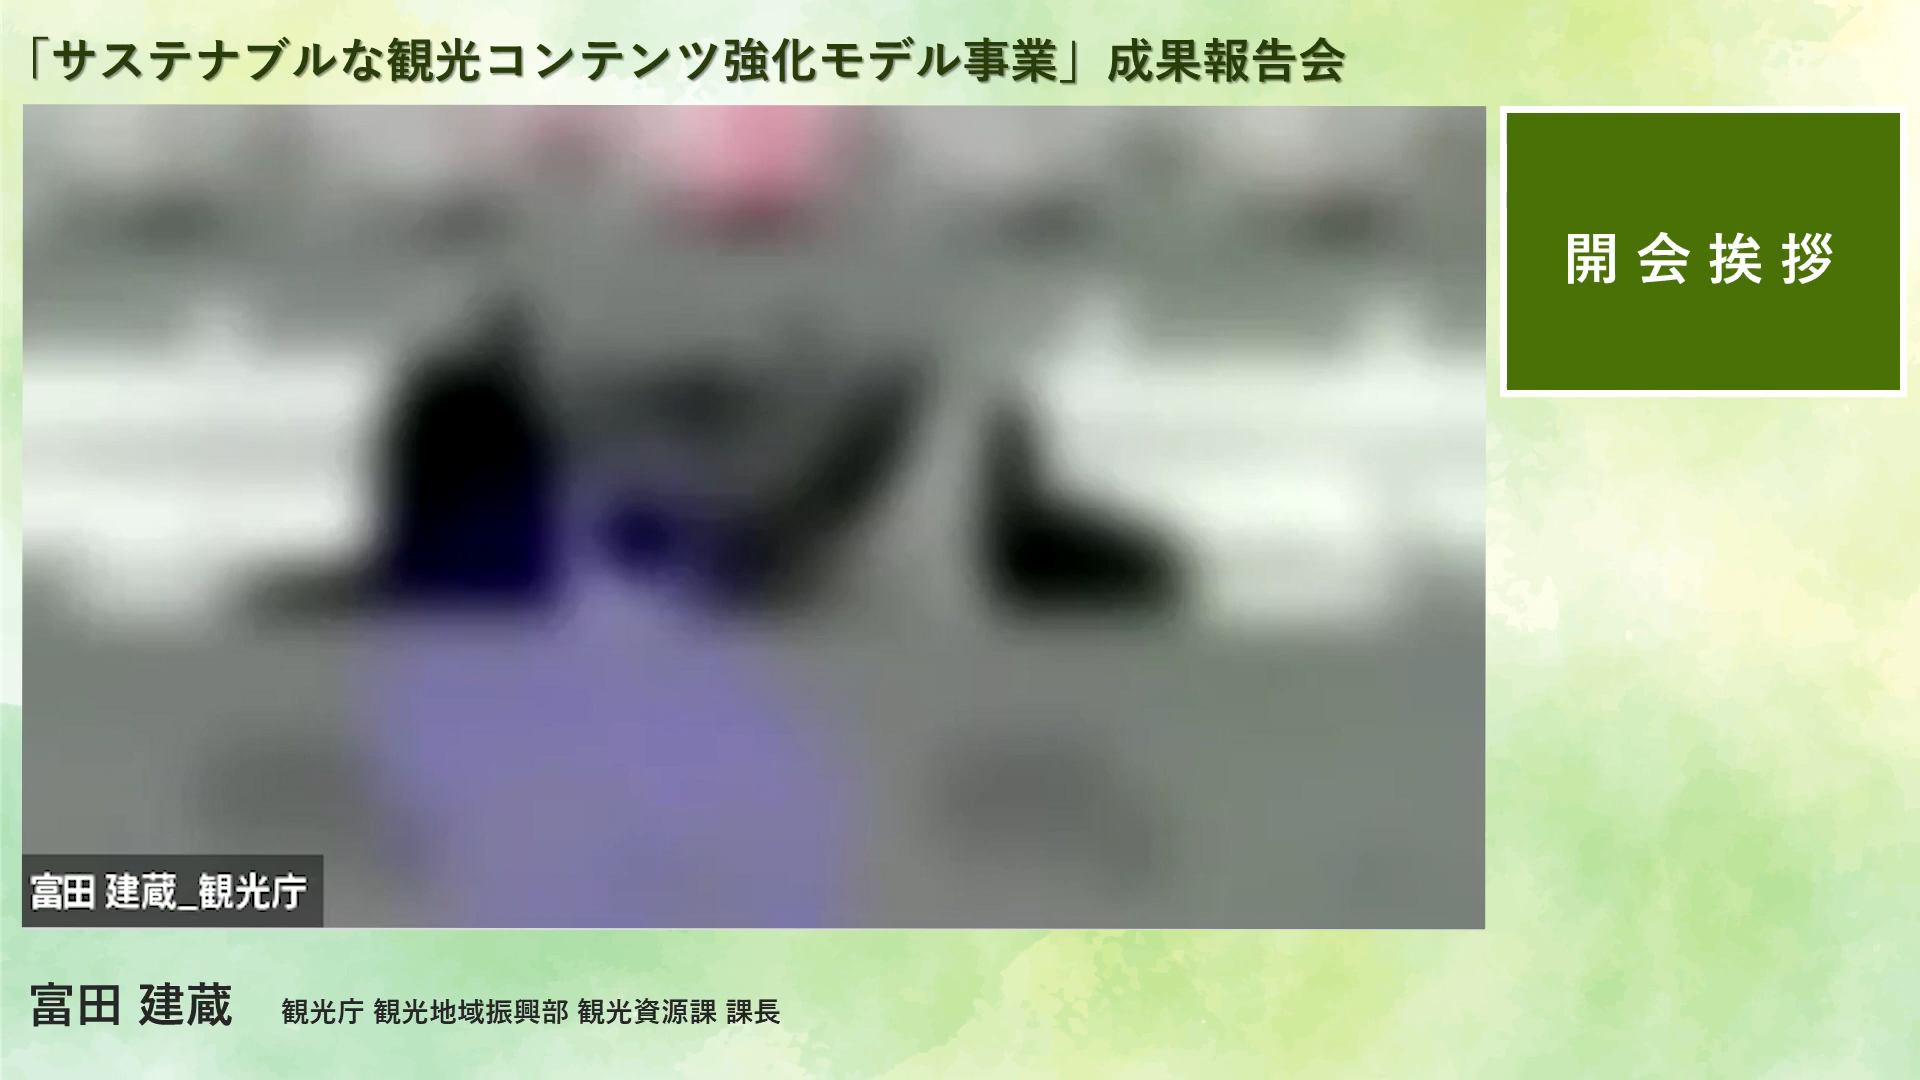 「サステナブルな観光コンテンツ強化モデル事業」成果報告会
開会挨拶
富田 建蔵_観光庁
富田 建蔵 観光庁 観光地域振興部 観光資源課 課長